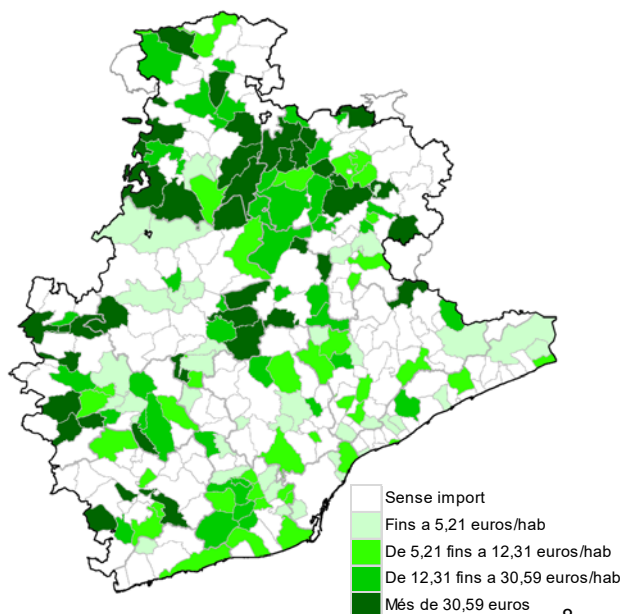 Sense import
Fins a 5,21 euros/hab
De 5,21 fins a 12,31 euros/hab
De 12,31 fins a 30,59 euros/hab
Més de 30,59 euros